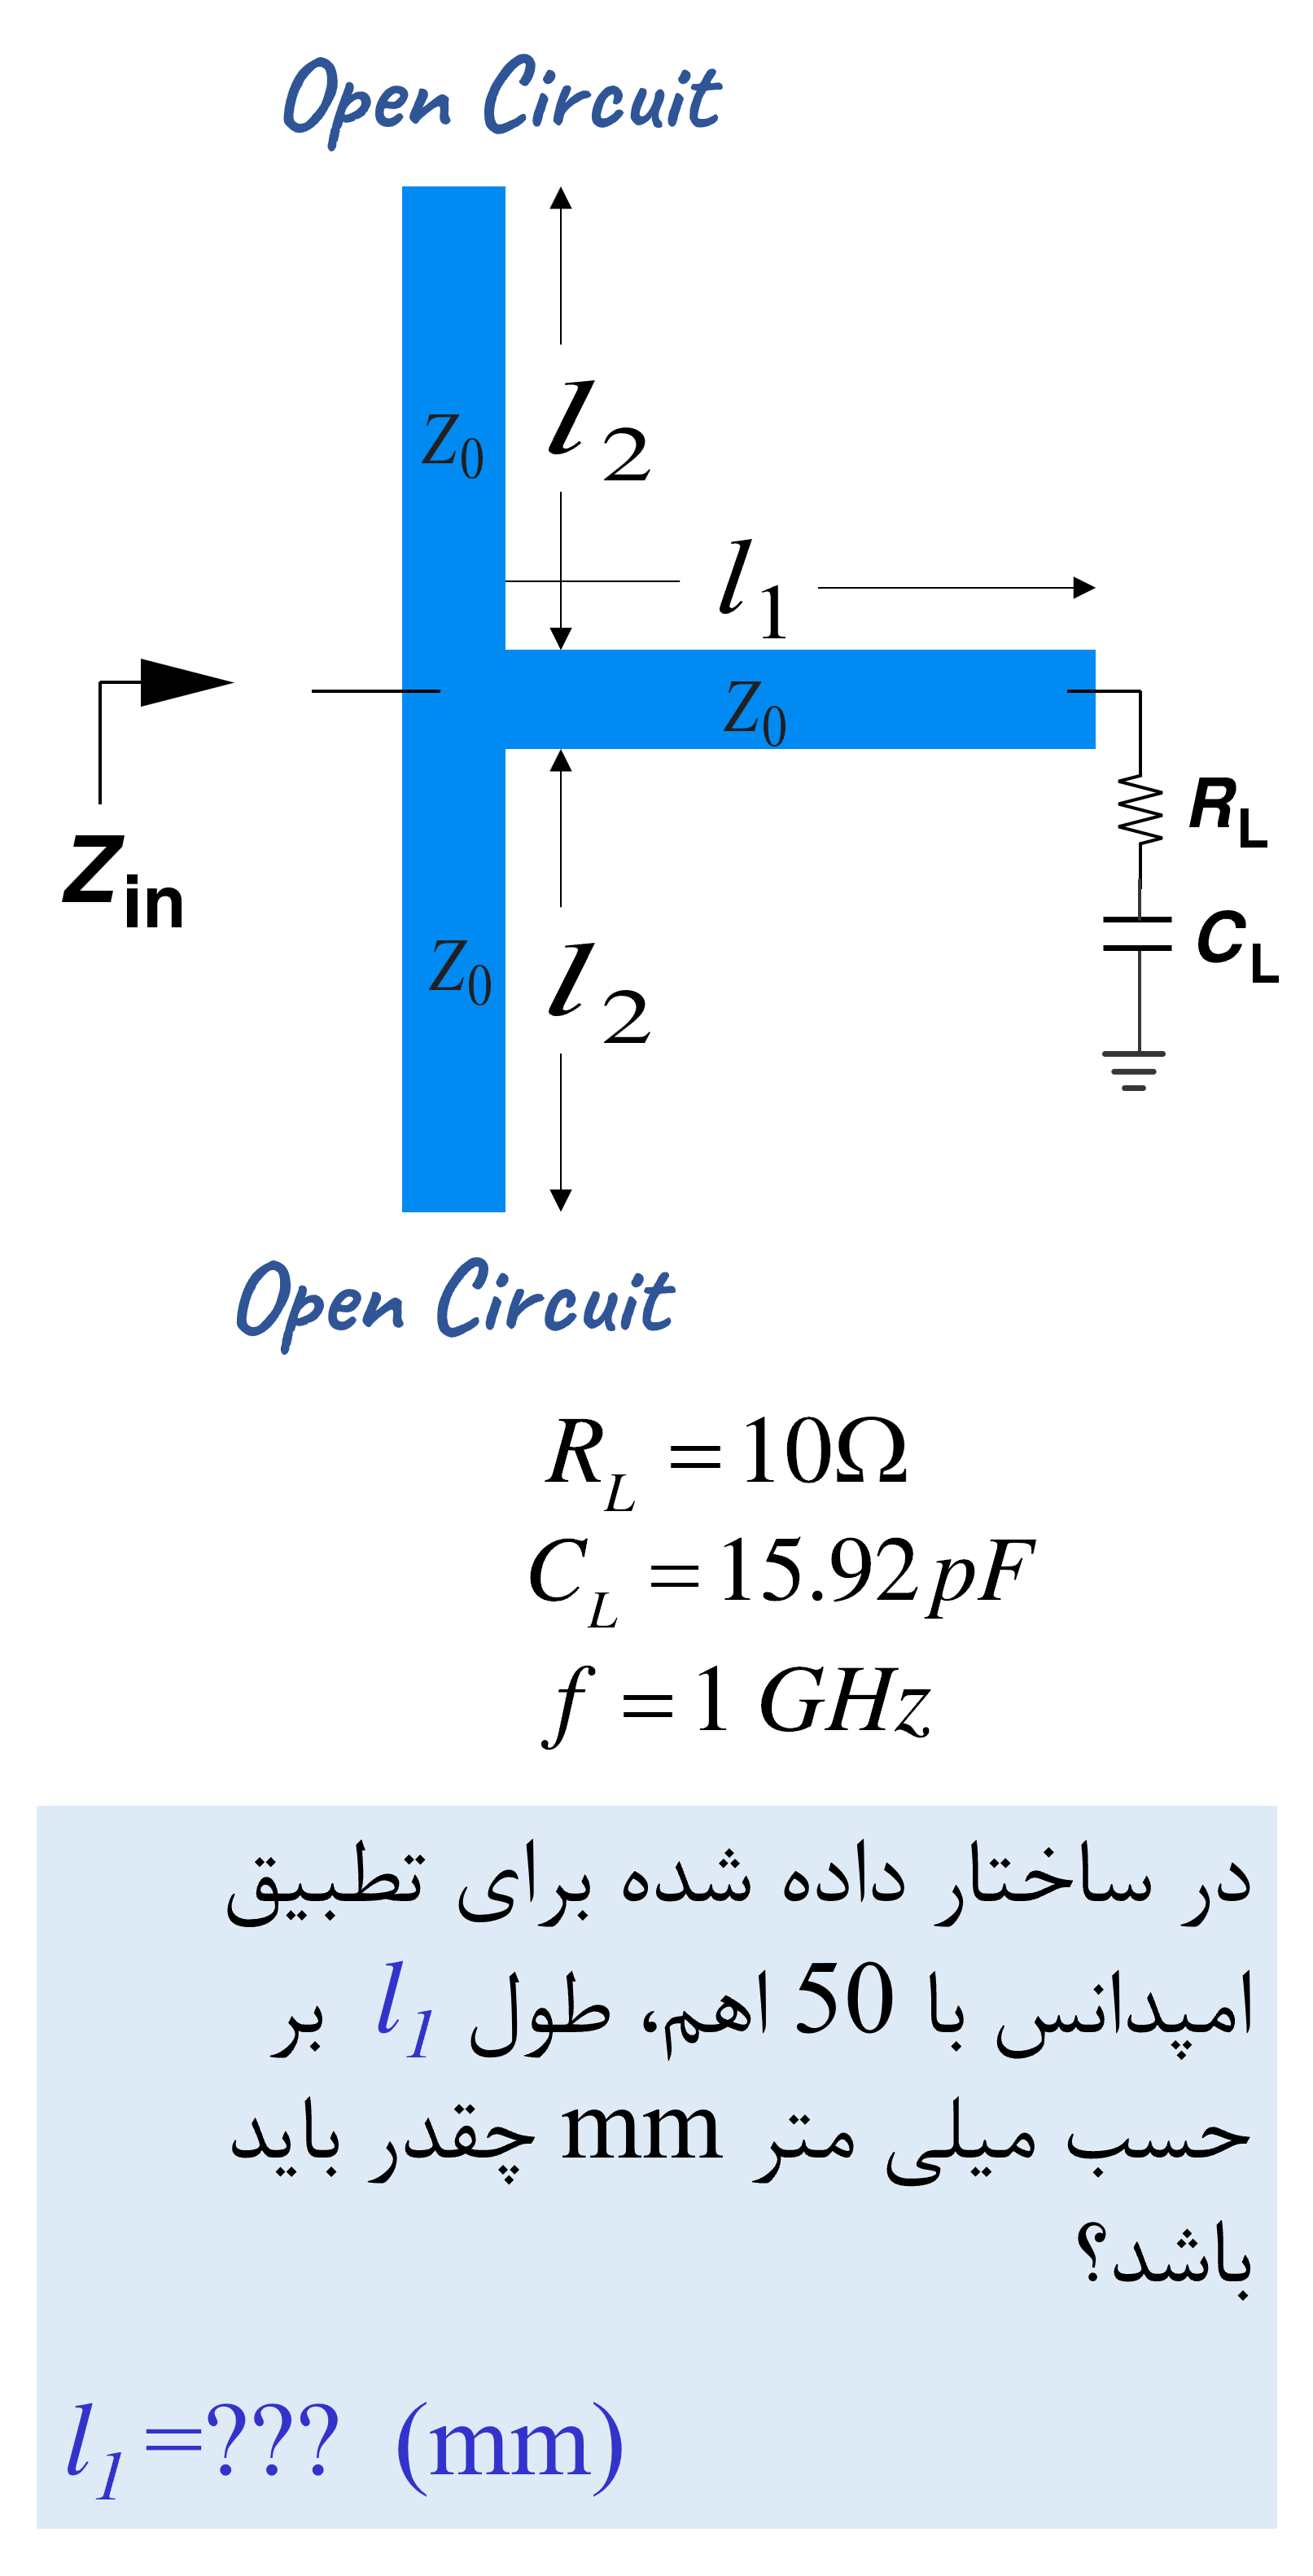 Open Circuit
Z0
l2
l1
Z0
Zin
RL
CL
Z0
l2
Open Circuit
RL = 10Ω
CL = 15.92 pF
f = 1 GHz
در ساختار داده شده برای تطبیق
امپدانس با 50 اهم، طول l1 بر
حسب میلی متر mm چقدر باید
باشد؟
l1 =??? (mm)